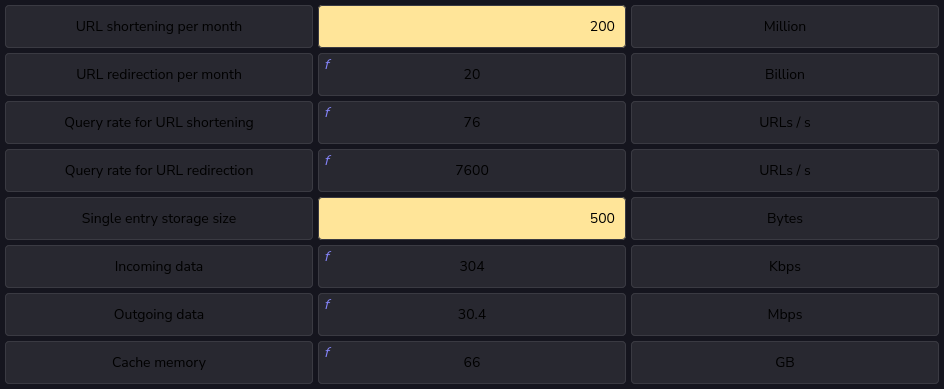 URL shortening per month 200 Million
f
URL redirection per month 20 Billion
f
Query rate for URL shortening 76 URLs / s
f
Query rate for URL redirection 7600 URLs / s
Single entry storage size 500 Bytes
f
Incoming data 304 Kbps
f
Outgoing data 30.4 Mbps
f
Cache memory 66 GB